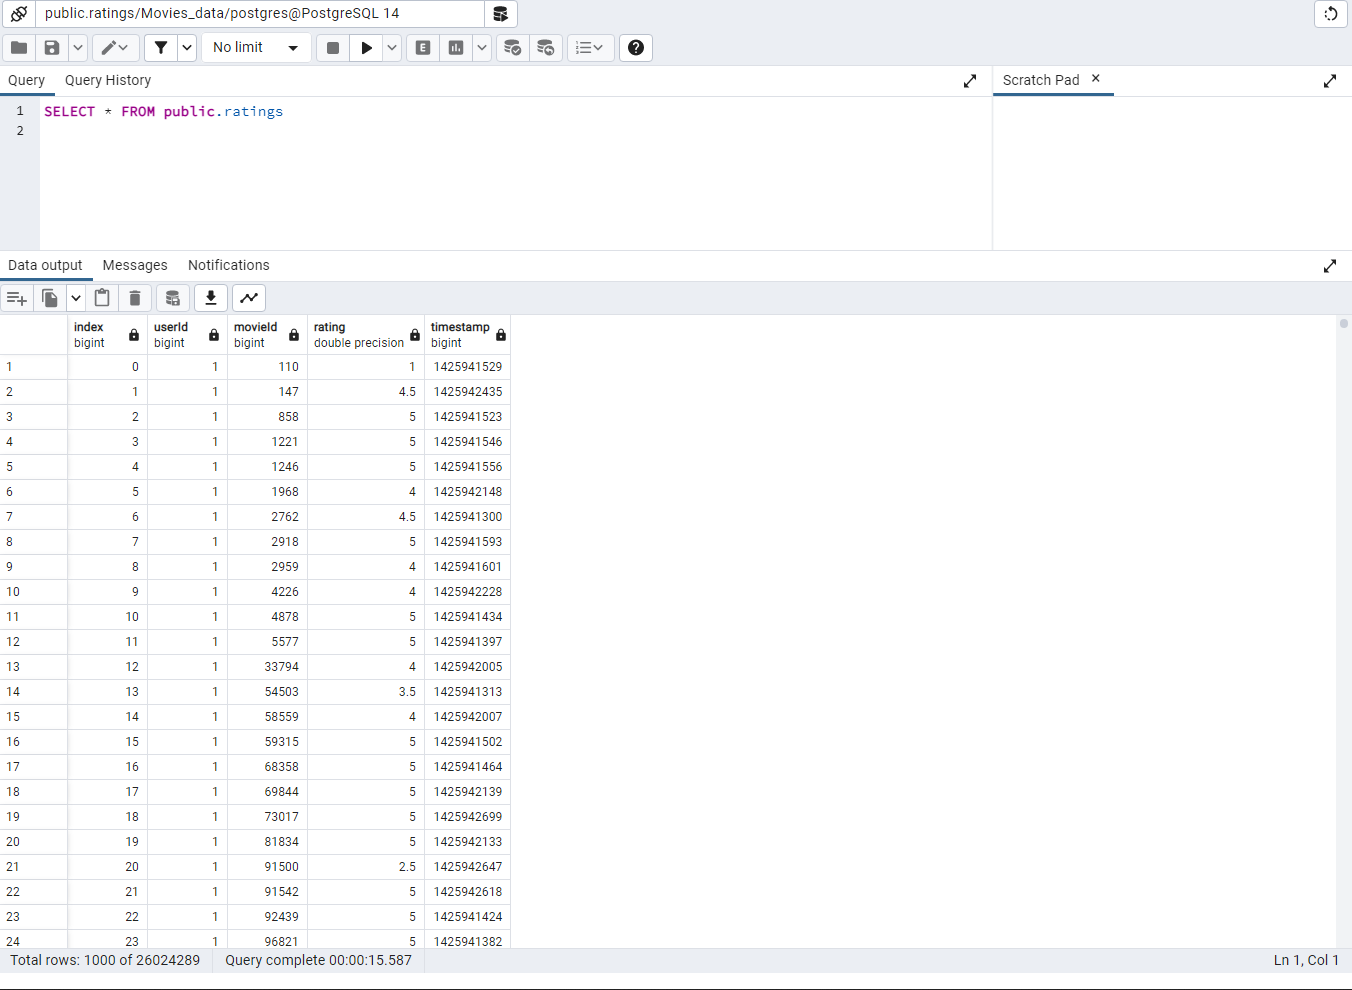 public.ratings/Movies_data/postgres@PostgreSQL 14
No limit
E
Query Query History Scratch Pad
1 SELECT * FROM public.ratings
2
Data output Messages Notifications
index userId movieId rating timestamp
bigint bigint bigint double precision bigint
1 0 1 110 1 1425941529
2 1 1 147 4.5 1425942435
3 2 1 858 5 1425941523
4 3 1 1221 5 1425941546
5 4 1 1246 5 1425941556
6 5 1 1968 4 1425942148
7 6 1 2762 4.5 1425941300
8 7 1 2918 5 1425941593
9 8 1 2959 4 1425941601
10 9 1 4226 4 1425942228
11 10 1 4878 5 1425941434
12 11 1 5577 5 1425941397
13 12 1 33794 4 1425942005
14 13 1 54503 3.5 1425941313
15 14 1 58559 4 1425942007
16 15 1 59315 5 1425941502
17 16 1 68358 5 1425941464
18 17 1 69844 5 1425942139
19 18 1 73017 5 1425942699
20 19 1 81834 5 1425942133
21 20 1 91500 2.5 1425942647
22 21 1 91542 5 1425942618
23 22 1 92439 5 1425941424
24 23 1 96821 5 1425941382
Total rows: 1000 of 26024289 Query complete 00:00:15.587 Ln 1, Col 1